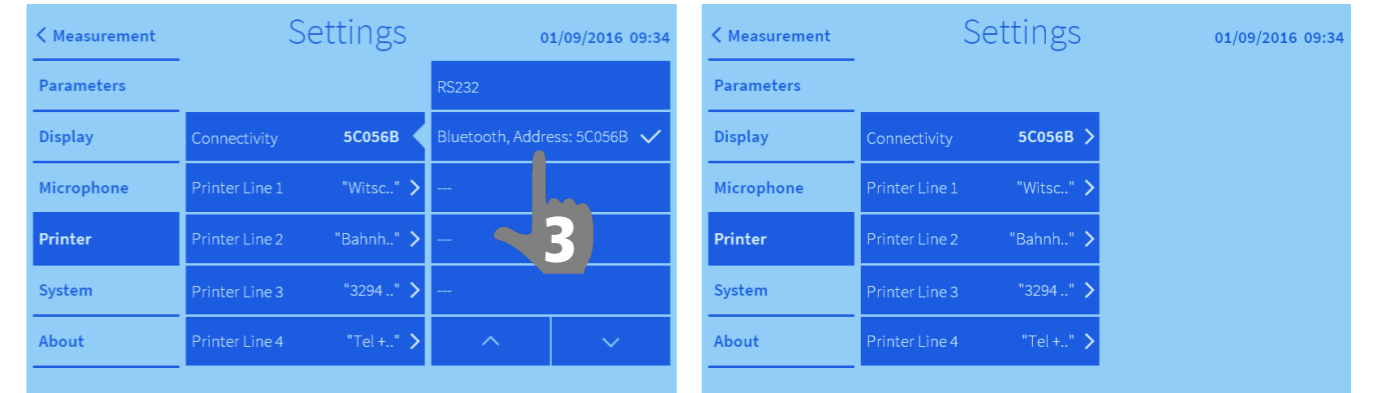 < Measurement Settings 01/09/2016 09:34
Parameters RS232
Display Connectivity 5C056B Bluetooth, Address: 5C056B
Microphone Printer Line 1 "Witsc.." > ---
Printer Printer Line 2 "Bahnh.." > ---
System Printer Line 3 "3294 .." > ---
About Printer Line 4 "Tel +.." >
3
< Measurement Settings 01/09/2016 09:34
Parameters
Display Connectivity 5C056B >
Microphone Printer Line 1 "Witsc.." >
Printer Printer Line 2 "Bahnh.." >
System Printer Line 3 "3294 .." >
About Printer Line 4 "Tel +.." >